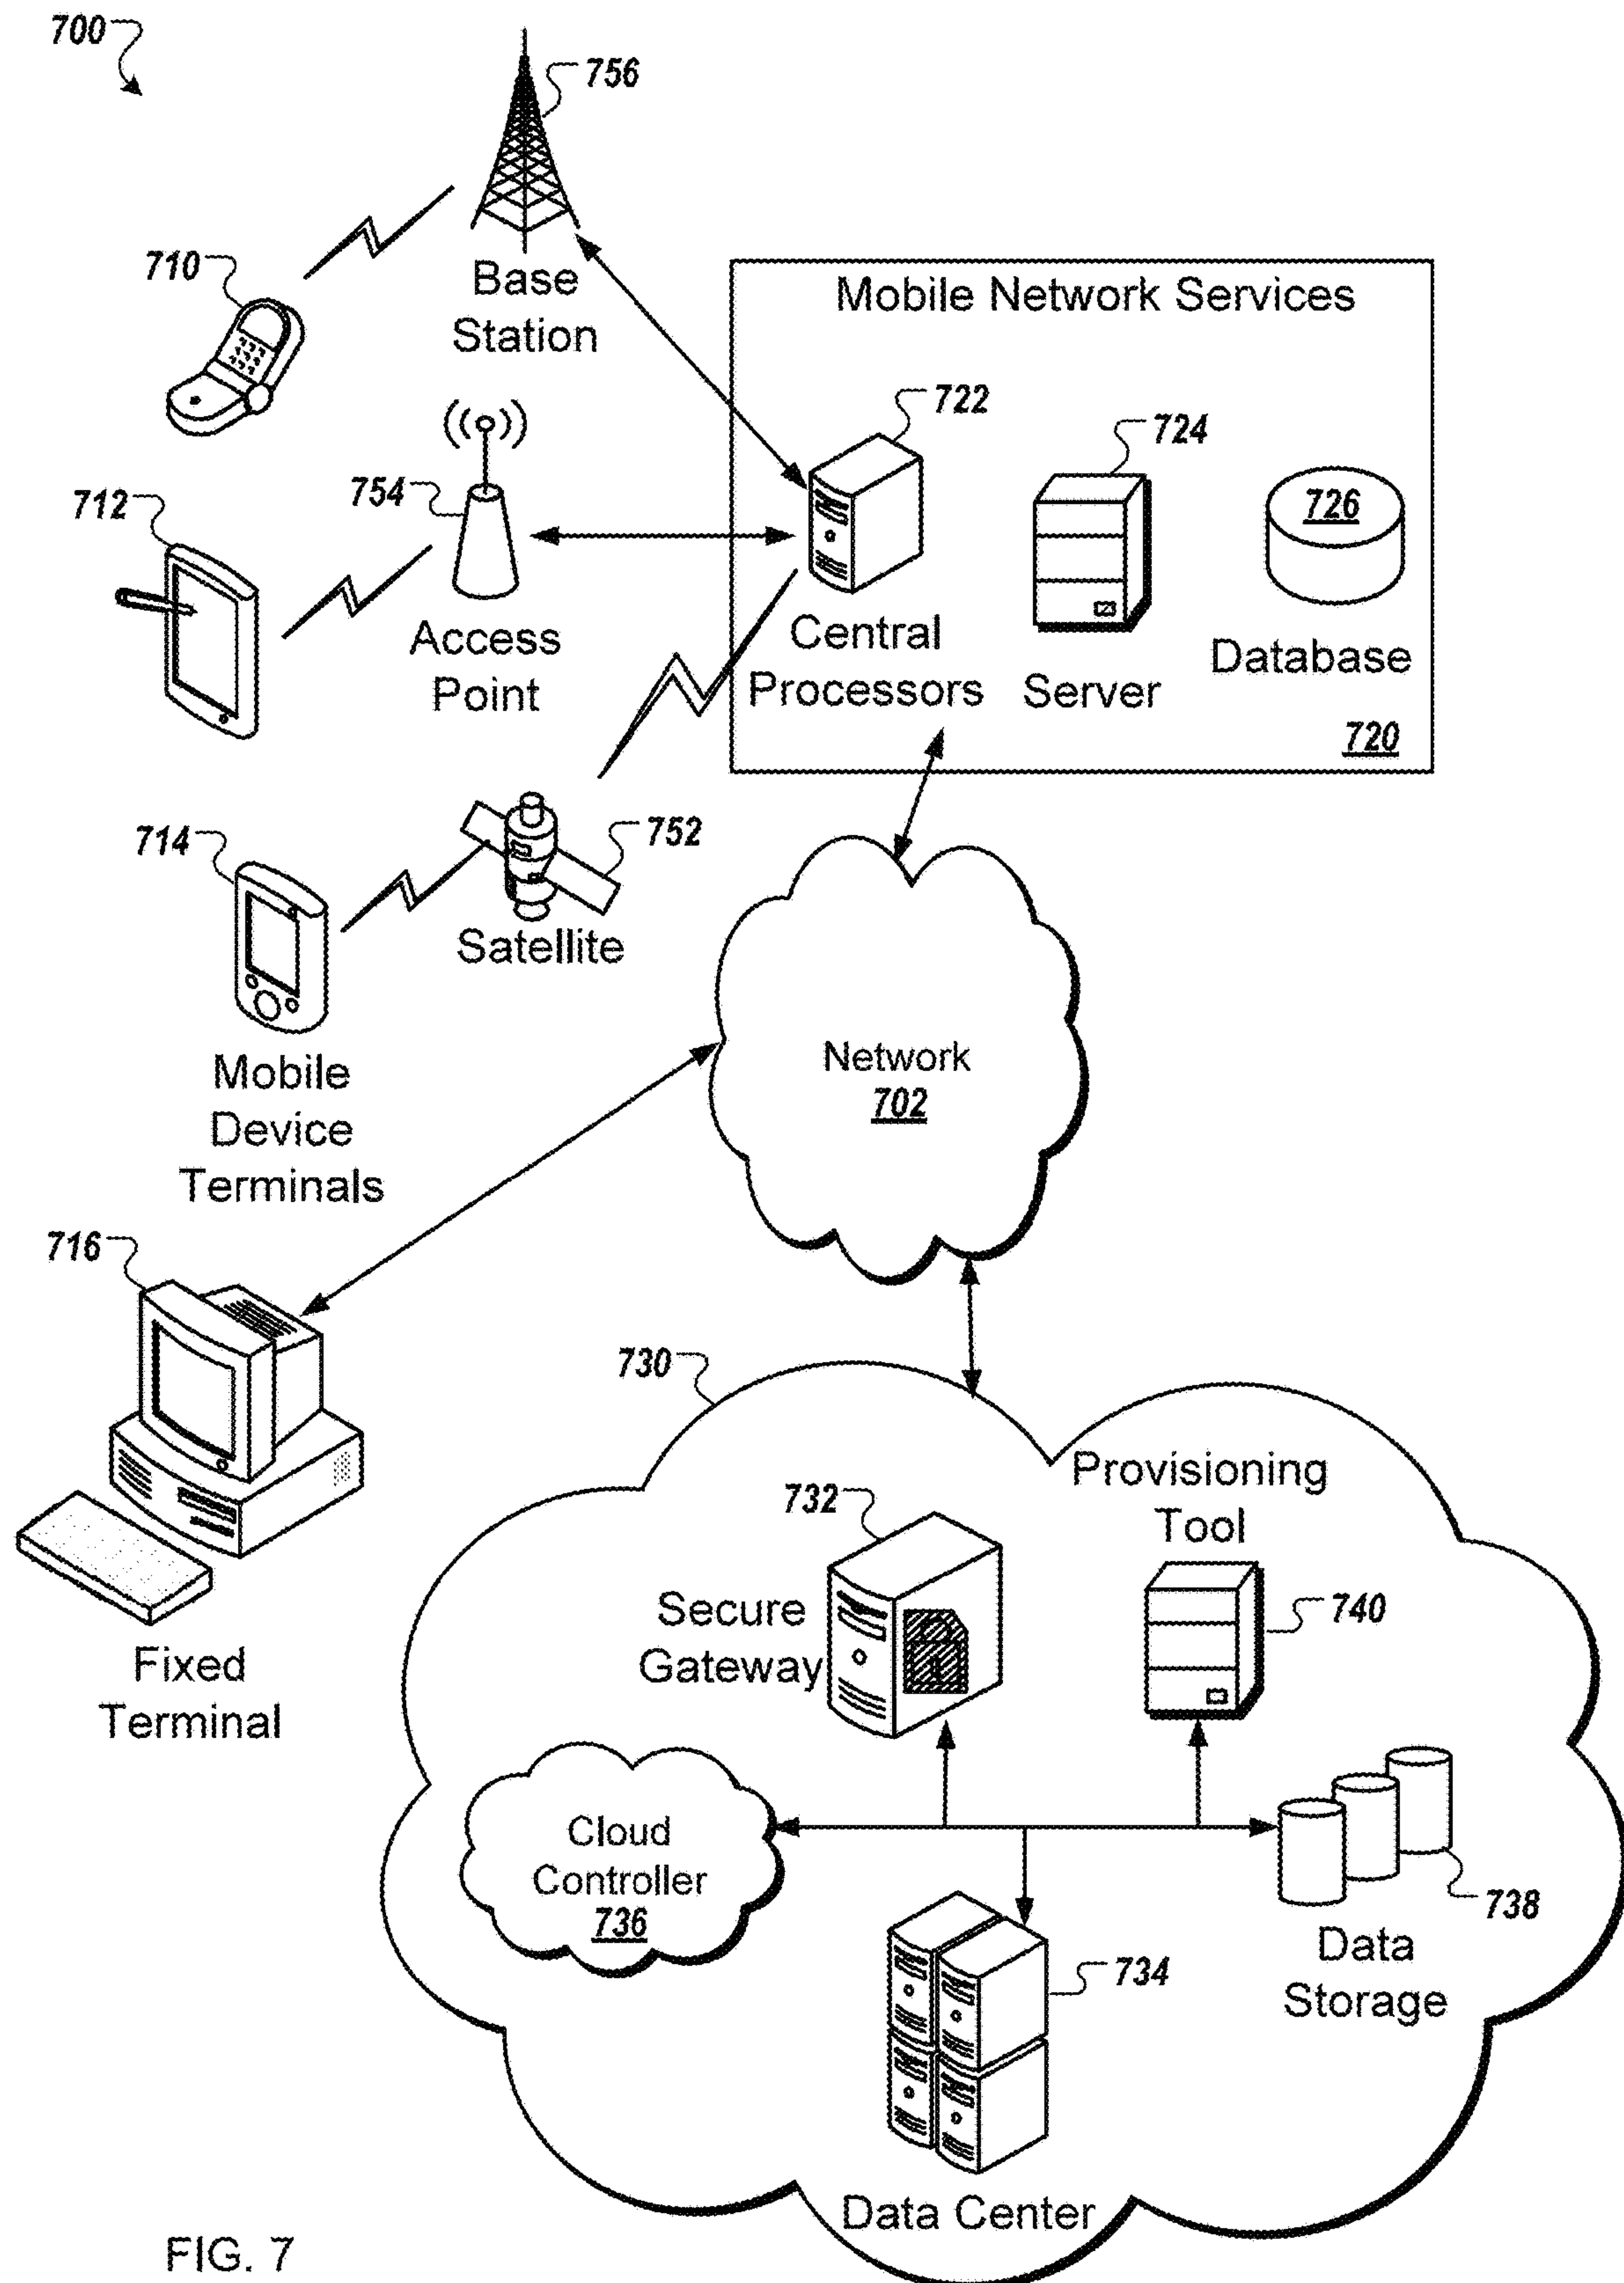 700
756
710
Base
Station
Mobile Network Services
722
724
726
712
754
Access
Point
Central
Processors
Server
Database
720
714
752
Satellite
Mobile
Device
Terminals
Network
702
716
Fixed
Terminal
730
Provisioning
Tool
732
Secure
Gateway
740
Cloud
Controller
736
738
Data
Storage
734
Data Center
FIG. 7